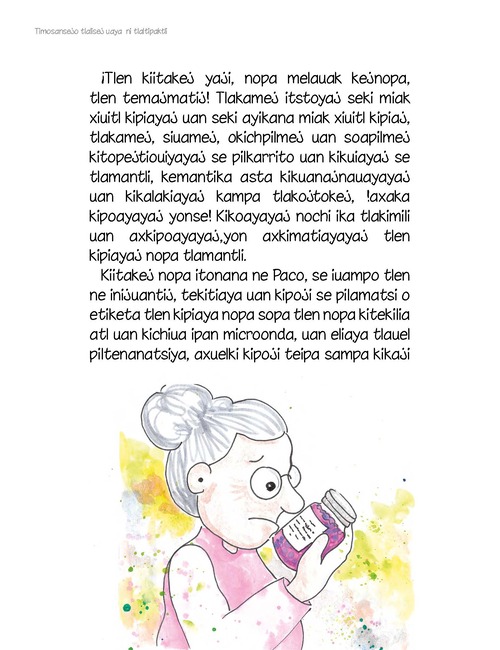 Timosansejo tlalisej uaya ni tlaltipaktli
¡Tlen kiitakej yaji, nopa melauak kejnopa,
tlen temajmatij! Tlakamej itstoyaj seki miak
xiuitl kipiayaj uan seki ayikana miak xiuitl kipiaj,
tlakamej, siuamej, okichpilmej uan soapilmej
kitopejtiouiyayaj se pilkarrito uan kikuiayaj se
tlamantli, kemantika asta kikuanajnauayayaj
uan kikalakiayaj kampa tlakojtokej, !axaka
kipoayayaj yonse! Kikoayayaj nochi ika tlakimili
uan axkipoayayaj,yon axkimatiayayaj tlen
kipiayaj nopa tlamantli.
Kiitakej nopa itonana ne Paco, se iuampo tlen
ne inijuantij, tekitiaya uan kipoji se pilamatsi o
etiketa tlen kipiaya nopa sopa tlen nopa kitekilia
atl uan kichiua ipan microonda, uan eliaya tlauel
piltenanatsiya, axuelki kipoji teipa sampa kikaji